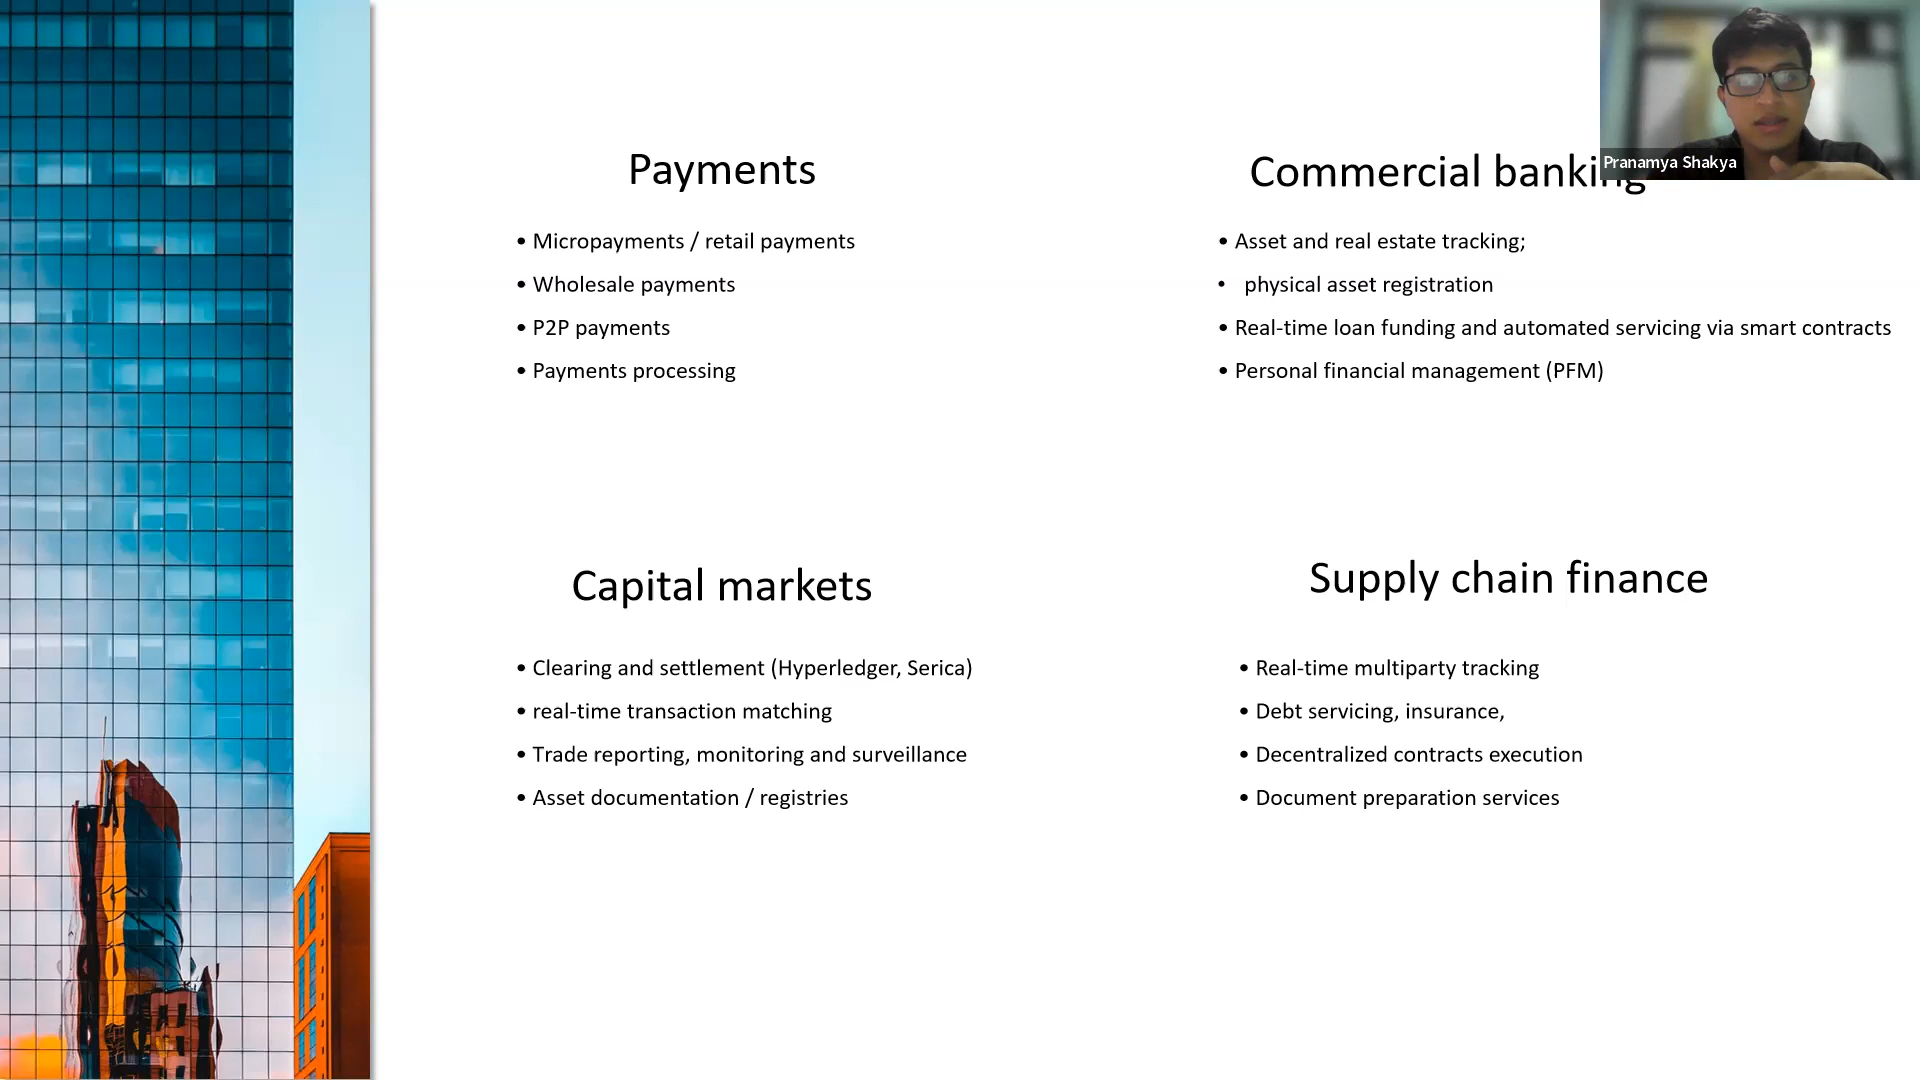 Payments
• Micropayments / retail payments
• Wholesale payments
• P2P payments
• Payments processing
Commercial banking
• Asset and real estate tracking;
• physical asset registration
• Real-time loan funding and automated servicing via smart contracts
• Personal financial management (PFM)
Pranamya Shakya
Capital markets
• Clearing and settlement (Hyperledger, Serica)
• real-time transaction matching
• Trade reporting, monitoring and surveillance
• Asset documentation / registries
Supply chain finance
• Real-time multiparty tracking
• Debt servicing, insurance,
• Decentralized contracts execution
• Document preparation services